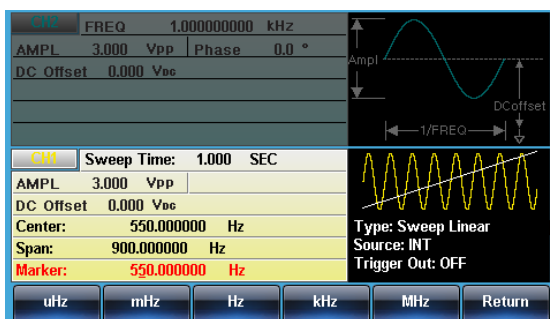 CH2 FREQ 1.000000000 kHz
AMPL 3.000 Vpp Phase 0.0 °
DC Offset 0.000 VDC
Ampl
DCoffset
1/FREQ
CH1 Sweep Time: 1.000 SEC
AMPL 3.000 Vpp
DC Offset 0.000 VDC
Center: 550.000000 Hz
Span: 900.000000 Hz
Marker: 550.000000 Hz
Type: Sweep Linear
Source: INT
Trigger Out: OFF
uHz mHz Hz kHz MHz Return